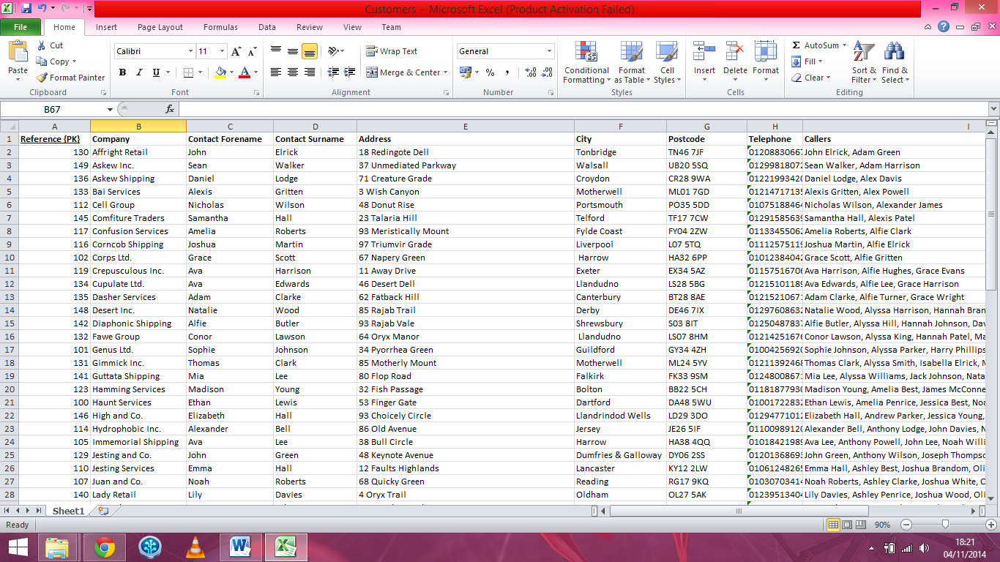 Customers - Microsoft Excel (Product Activation Failed)
File Home Insert Page Layout Formulas Data Review View Team
Paste Cut Copy Format Painter Clipboard
Calibri 11 B I U Font
Wrap Text Merge & Center Alignment
General % , Number
Conditional Formatting Format as Table Cell Styles Styles
Insert Delete Format Cells
Σ AutoSum Fill Clear Sort & Filter Find & Select Editing
B67 fx
A B C D E F G H I
1 Reference {PK} Company Contact Forename Contact Surname Address City Postcode Telephone Callers
2 130 Affright Retail John Elrick 18 Redingote Dell Tonbridge TN46 7JF 01208830667 John Elrick, Adam Green
3 149 Askew Inc. Sean Walker 37 Unmediated Parkway Walsall UB20 5SQ 01299818072 Sean Walker, Adam Harrison
4 136 Askew Shipping Daniel Lodge 71 Creature Grade Croydon CR28 9WA 01221993420 Daniel Lodge, Alex Davis
5 133 Bai Services Alexis Gritten 3 Wish Canyon Motherwell ML01 7GD 01214717135 Alexis Gritten, Alex Powell
6 112 Cell Group Nicholas Wilson 48 Donut Rise Portsmouth PO35 5DD 01075188464 Nicholas Wilson, Alexander James
7 145 Comfiture Traders Samantha Hall 23 Talaria Hill Telford TF17 7CW 01291585639 Samantha Hall, Alexis Patel
8 117 Confusion Services Amelia Roberts 93 Meristically Mount Fylde Coast FY04 2ZW 01133455062 Amelia Roberts, Alfie Clark
9 116 Corncob Shipping Joshua Martin 97 Triumvir Grade Liverpool L07 5TQ 01112575119 Joshua Martin, Alfie Elrick
10 102 Corps Ltd. Grace Scott 67 Napery Green Harrow HA32 6PP 01012384042 Grace Scott, Alfie Gritten
11 119 Crepusculous Inc. Ava Harrison 11 Away Drive Exeter EX34 5AZ 01157516706 Ava Harrison, Alfie Hughes, Grace Evans
12 134 Cupulate Ltd. Ava Edwards 46 Desert Dell Llandudno LS28 5BG 01215101189 Ava Edwards, Alfie Lee, Grace Harrison
13 135 Dasher Services Adam Clarke 62 Fatback Hill Canterbury BT28 8AE 01215210671 Adam Clarke, Alfie Turner, Grace Wright
14 148 Desert Inc. Natalie Wood 85 Rajab Trail Derby DE46 7IX 01297608632 Natalie Wood, Alyssa Harrison, Hannah Bran
15 142 Diaphonic Shipping Alfie Butler 93 Rajab Vale Shrewsbury S03 8IT 01250487837 Alfie Butler, Alyssa Hill, Hannah Johnson, Dav
16 132 Fawe Group Conor Lawson 64 Oryx Manor Llandudno LS07 8HM 01214251676 Conor Lawson, Alyssa King, Hannah Patel, Ma
17 101 Genus Ltd. Sophie Johnson 34 Pyorrhea Green Guildford GY34 4ZH 01004256920 Sophie Johnson, Alyssa Parker, Harry Phillips
18 131 Gimmick Inc. Thomas Clark 85 Motherly Mount Motherwell ML24 5YV 01211392468 Thomas Clark, Alyssa Smith, Isabella Elrick, M
19 141 Guttata Shipping Mia Lee 80 Flop Road Falkirk FK33 9SM 01248008671 Mia Lee, Alyssa Williams, Jack Johnson, Nata
20 123 Hamming Services Madison Young 32 Fish Passage Bolton BB22 5CH 01181877930 Madison Young, Amelia Best, James McConne
21 100 Haunt Services Ethan Lewis 53 Finger Gate Dartford DA48 5WU 01001722832 Ethan Lewis, Amelia Penrice, Jessica Best, Noa
22 146 High and Co. Elizabeth Hall 93 Choicely Circle Llandrindod Wells LD29 3DO 01294771012 Elizabeth Hall, Andrew Parker, Jessica Young,
23 114 Hydrophobic Inc. Alexander Bell 86 Old Avenue Jersey JE26 5IF 01100989120 Alexander Bell, Anthony Lodge, John Davies, N
24 105 Immemorial Shipping Ava Lee 38 Bull Circle Harrow HA38 4QQ 01018421989 Ava Lee, Anthony Powell, John Lee, Noah Willi
25 129 Jesting and Co. John Green 48 Keynote Avenue Dumfries & Galloway DY06 2SS 01201368693 John Green, Anthony Wilson, Joseph Thompso
26 110 Jesting Services Emma Hall 12 Faults Highlands Lancaster KY12 2LW 01061248265 Emma Hall, Ashley Best, Joshua Brandom, Oli
27 107 Juan and Co. Noah Roberts 68 Quicky Green Reading RG17 9KQ 01030703414 Noah Roberts, Ashley Clarke, Joshua White, O
28 140 Lady Retail Lily Davies 4 Oryx Trail Oldham OL27 5AK 01239513404 Lily Davies, Ashley Penrice, Joshua Wood, Oli
Sheet1
Ready 90%
18:21
04/11/2014